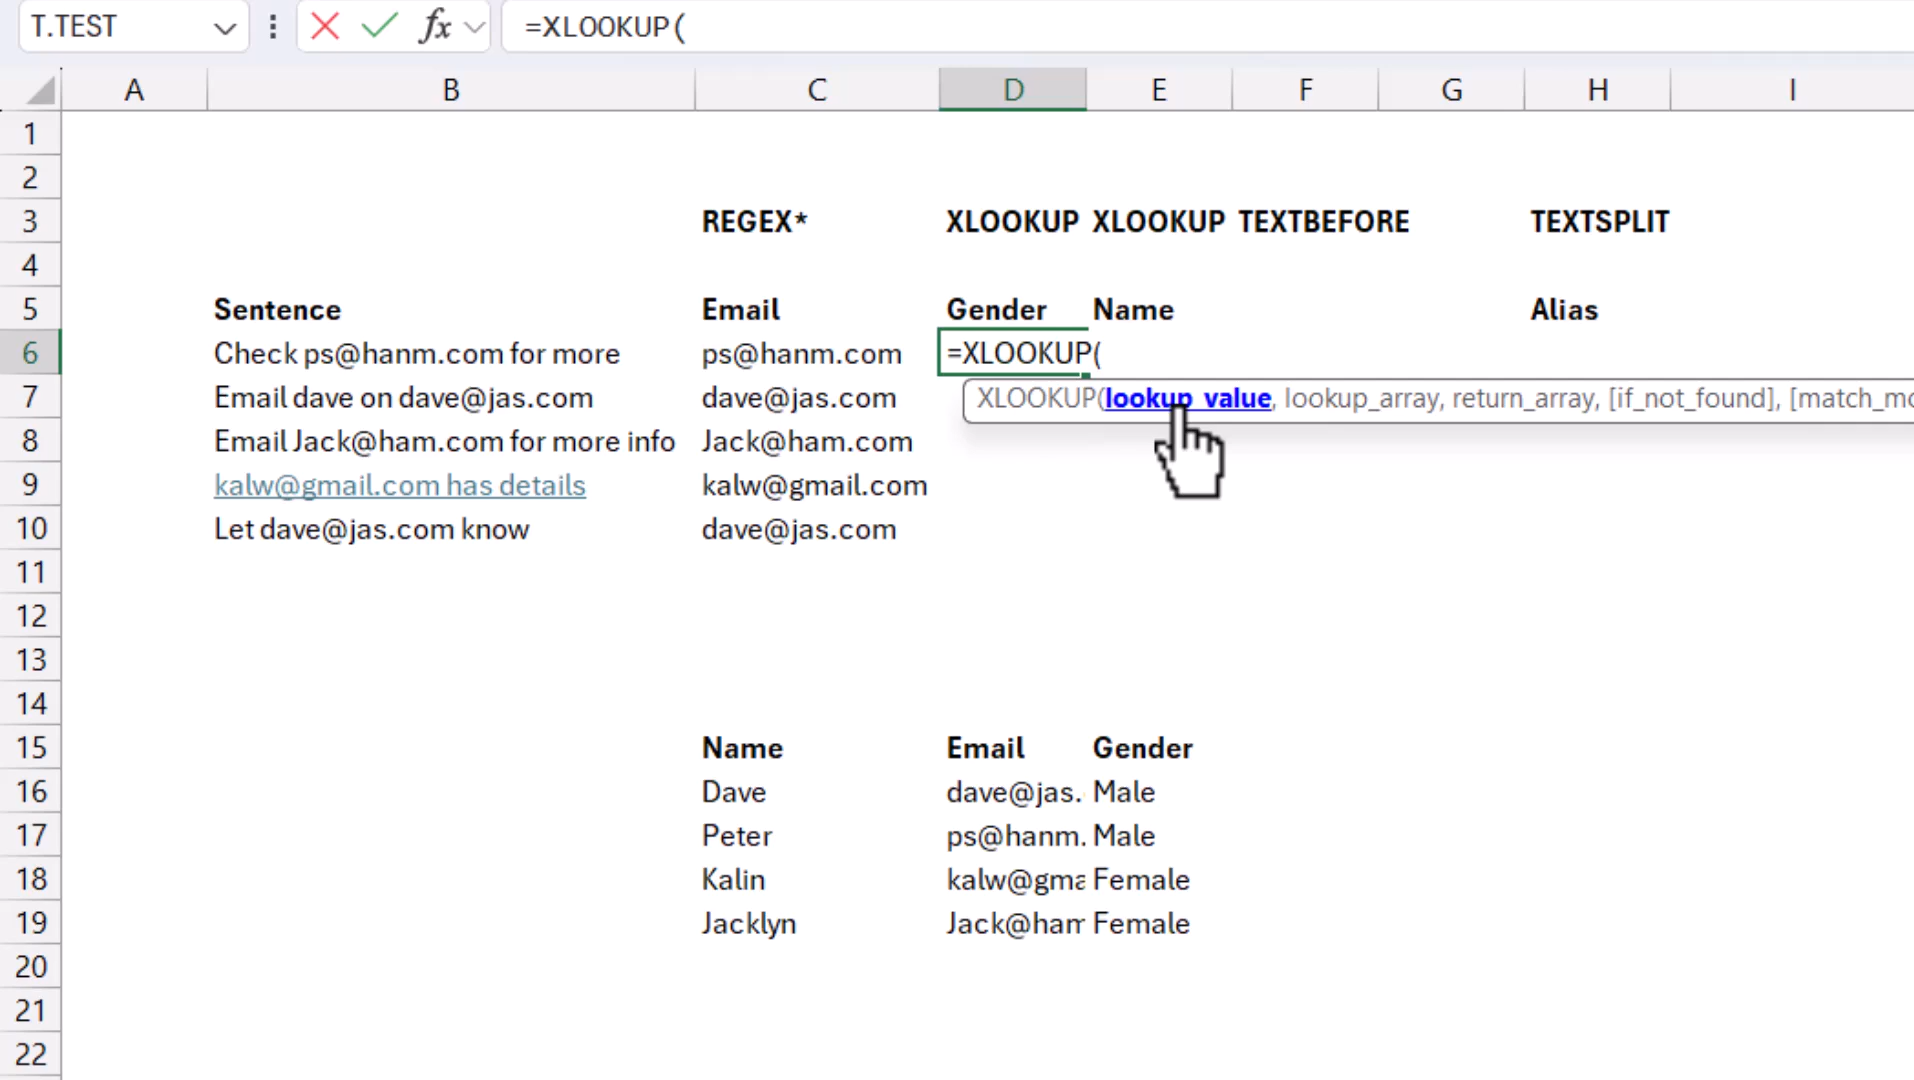 T.TEST fx =XLOOKUP(
A B C D E F G H I
1
2
3 REGEX* XLOOKUP XLOOKUP TEXTBEFORE TEXTSPLIT
4
5 Sentence Email Gender Name Alias
6 Check ps@hanm.com for more ps@hanm.com =XLOOKUP(
7 Email dave on dave@jas.com dave@jas.com XLOOKUP(lookup_value, lookup_array, return_array, [if_not_found], [match_mo
8 Email Jack@ham.com for more info Jack@ham.com
9 kalw@gmail.com has details kalw@gmail.com
10 Let dave@jas.com know dave@jas.com
11
12
13
14
15 Name Email Gender
16 Dave dave@jas. Male
17 Peter ps@hanm. Male
18 Kalin kalw@gma Female
19 Jacklyn Jack@ham Female
20
21
22